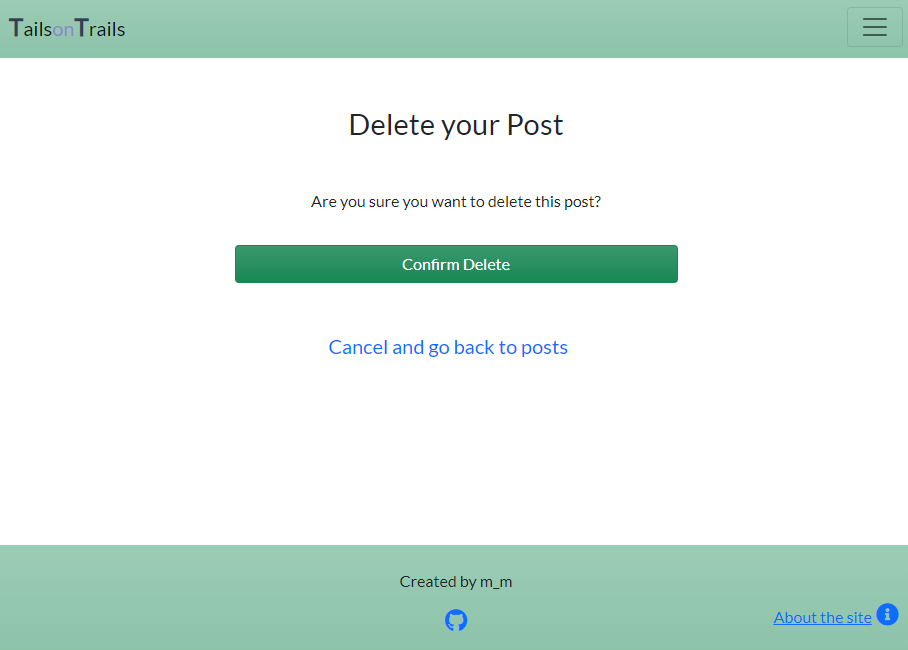 TailsonTrails
Delete your Post
Are you sure you want to delete this post?
Confirm Delete
Cancel and go back to posts
Created by m_m
About the site